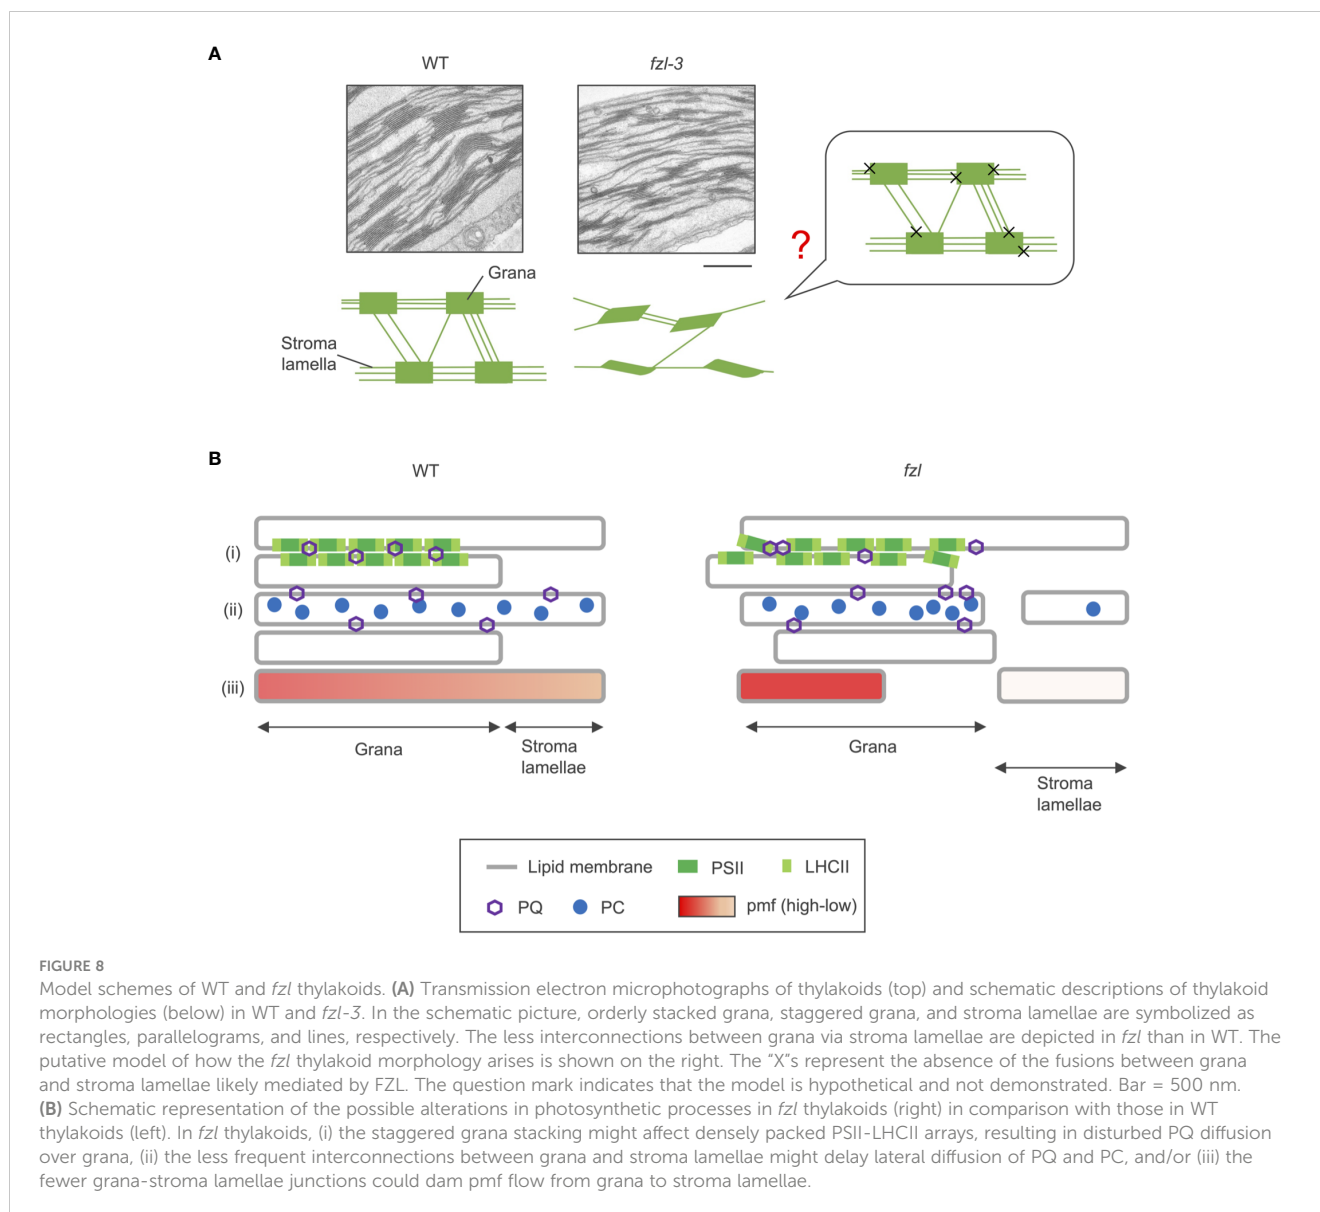 A
WT
fzl-3
?
Grana
Stroma
lamella
B
WT
fzl
(i)
(ii)
(iii)
Grana
Stroma
lamellae
Grana
Stroma
lamellae
Lipid membrane
PSII
LHCII
PQ
PC
pmf (high-low)
FIGURE 8
Model schemes of WT and fzl thylakoids. (A) Transmission electron microphotographs of thylakoids (top) and schematic descriptions of thylakoid
morphologies (below) in WT and fzl-3. In the schematic picture, orderly stacked grana, staggered grana, and stroma lamellae are symbolized as
rectangles, parallelograms, and lines, respectively. The less interconnections between grana via stroma lamellae are depicted in fzl than in WT. The
putative model of how the fzl thylakoid morphology arises is shown on the right. The “X”s represent the absence of the fusions between grana
and stroma lamellae likely mediated by FZL. The question mark indicates that the model is hypothetical and not demonstrated. Bar = 500 nm.
(B) Schematic representation of the possible alterations in photosynthetic processes in fzl thylakoids (right) in comparison with those in WT
thylakoids (left). In fzl thylakoids, (i) the staggered grana stacking might affect densely packed PSII-LHCII arrays, resulting in disturbed PQ diffusion
over grana, (ii) the less frequent interconnections between grana and stroma lamellae might delay lateral diffusion of PQ and PC, and/or (iii) the
fewer grana-stroma lamellae junctions could dam pmf flow from grana to stroma lamellae.